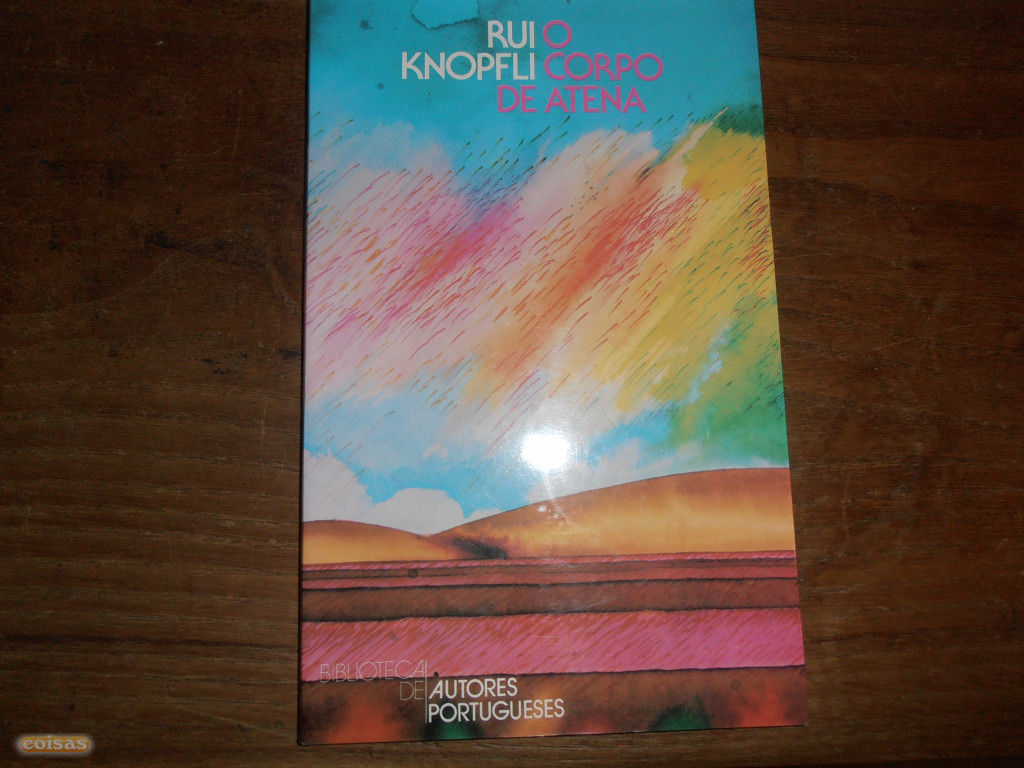 RUI O
KNOPFLI CORPO
DE ATENA
BIBLIOTECA
DE AUTORES
PORTUGUESES
coisas